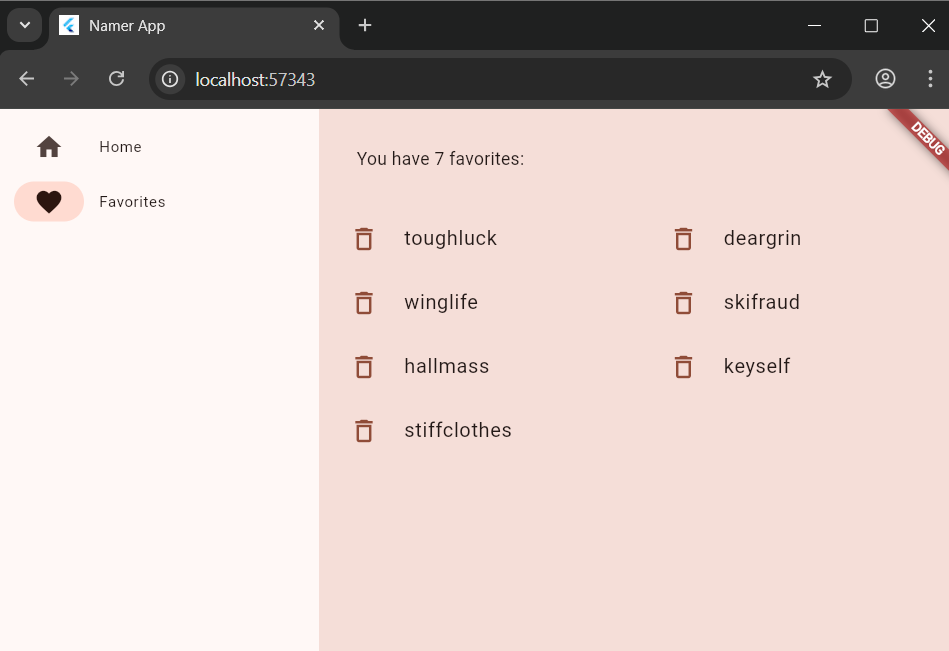 Namer App
localhost:57343
DEBUG
Home
Favorites
You have 7 favorites:
toughluck deargrin
winglife skifraud
hallmass keyself
stiffclothes